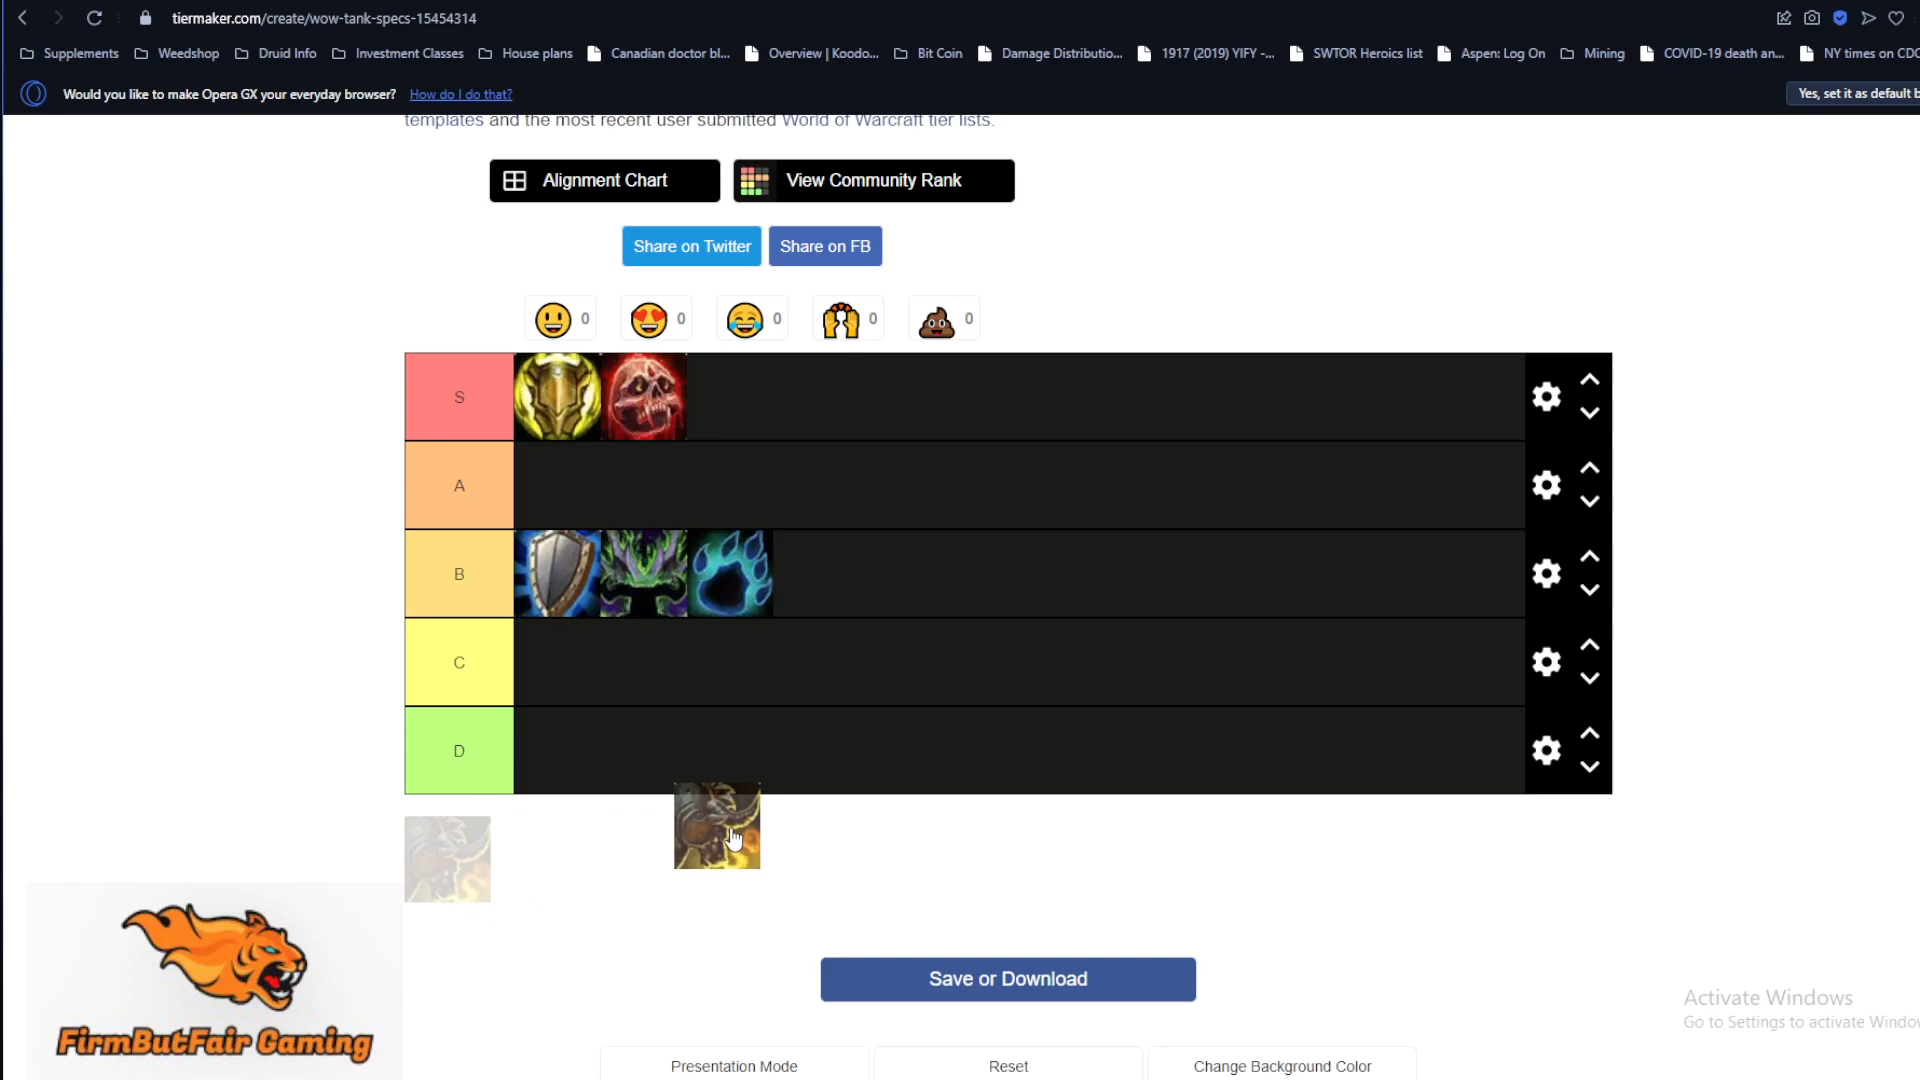 tiermaker.com/create/wow-tank-specs-15454314
Supplements Weedshop Druid Info Investment Classes House plans Canadian doctor bl... Overview | Koodo... Bit Coin Damage Distributio... 1917 (2019) YIFY -... SWTOR Heroics list Aspen: Log On Mining COVID-19 death an... NY times on CDC
Would you like to make Opera GX your everyday browser? How do I do that? Yes, set it as default b
templates and the most recent user submitted World of Warcraft tier lists.
Alignment Chart View Community Rank
Share on Twitter Share on FB
0 0 0 0 0
S
A
B
C
D
Save or Download
FirmButFair Gaming
Activate Windows
Go to Settings to activate Window
Presentation Mode Reset Change Background Color